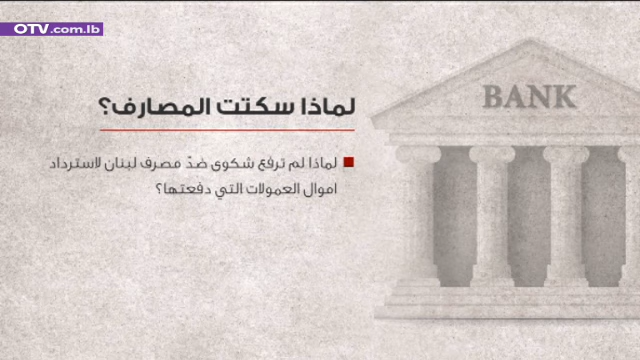 OTV.com.lb
BANK
لماذا سكتت المصارف؟
لماذا لم ترفع شكوى ضدّ مصرف لبنان لاسترداد
اموال العمولات التي دفعتها؟